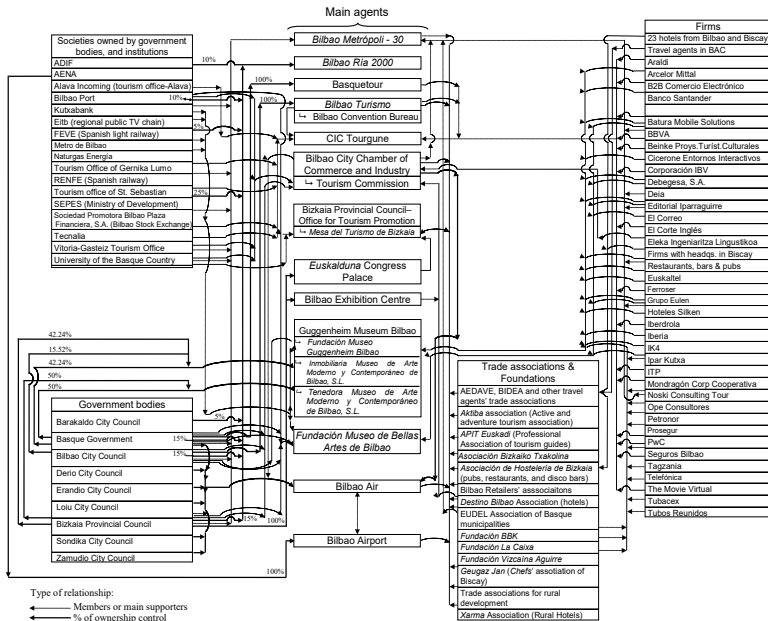 Main agents
Bilbao Metrópoli - 30
Bilbao Ría 2000
Basquetour
Bilbao Turismo
Bilbao Convention Bureau
CIC Tourgune
Bilbao City Chamber of
Commerce and Industry
Tourism Commission
Bizkaia Provincial Council–
Office for Tourism Promotion
Mesa del Turismo de Bizkaia
Euskalduna Congress
Palace
Bilbao Exhibition Centre
Guggenheim Museum Bilbao
Fundación Museo
Guggenheim Bilbao
Inmobiliaria Museo de Arte
Moderno y Contemporáneo
de Bilbao, S.L.
Tenedora Museo de Arte
Moderno y Contemporáneo
de Bilbao, S.L.
Fundación Museo de Bellas
Artes de Bilbao
Bilbao Air
Bilbao Airport
Societies owned by government
bodies, and institutions
ADIF
AENA
Alava Incoming (tourism office-Alava)
Bilbao Port
Kutxabank
Eitb (regional public TV chain)
FEVE (Spanish light railway)
Metro de Bilbao
Naturgas Energía
Tourism Office of Gernika Lumo
RENFE (Spanish railway)
Tourism office of St. Sebastian
SEPES (Ministry of Development)
Sociedad Promotora Bilbao Plaza
Financiera, S.A. (Bilbao Stock Exchange)
Tecnalia
Vitoria-Gasteiz Tourism Office
University of the Basque Country
10%
100%
10%
100%
5%
25%
42.24%
15.52%
42.24%
50%
50%
Government bodies
Barakaldo City Council
Basque Government
Bilbao City Council
Derio City Council
Erandio City Council
Loiu City Council
Bizkaia Provincial Council
Sondika City Council
Zamudio City Council
5%
15%
15%
15%
100%
100%
Firms
23 hotels from Bilbao and Biscay
Travel agents in BAC
Araldi
Arcelor Mittal
B2B Comercio Electrónico
Banco Santander
Batura Mobile Solutions
BBVA
Beinke Proys.Turíst.Culturales
Cicerone Entornos Interactivos
Corporación IBV
Debegesa, S.A.
Deia
Editorial Iparraguirre
El Correo
El Corte Inglés
Eleka Ingeniaritza Lingustikoa
Firms with headqs. in Biscay
Restaurants, bars & pubs
Euskaltel
Ferroser
Grupo Eulen
Hoteles Silken
Iberdrola
Iberia
IK4
Ipar Kutxa
ITP
Mondragón Corp Cooperativa
Noski Consulting Tour
Ope Consultores
Petronor
Prosegur
PwC
Seguros Bilbao
Tagzania
Telefónica
The Movie Virtual
Tubacex
Tubos Reunidos
Trade associations &
Foundations
AEDAVE, BIDEA and other travel
agents' trade associations
Aktiba association (Active and
adventure tourism association)
APIT Euskadi (Professional
Association of tourism guides)
Asociación Bizkaiko Txakolina
Asociación de Hostelería de Bizkaia
(pubs, restaurants, and disco bars)
Bilbao Retailers' associaitons
Destino Bilbao Association (hotels)
EUDEL Association of Basque
municipalities
Fundación BBK
Fundación La Caixa
Fundación Vizcaína Aguirre
Geugaz Jan (Chefs' assotiation of
Biscay)
Trade associations for rural
development
Xarma Association (Rural Hotels)
Type of relationship:
Members or main supporters
% of ownership control